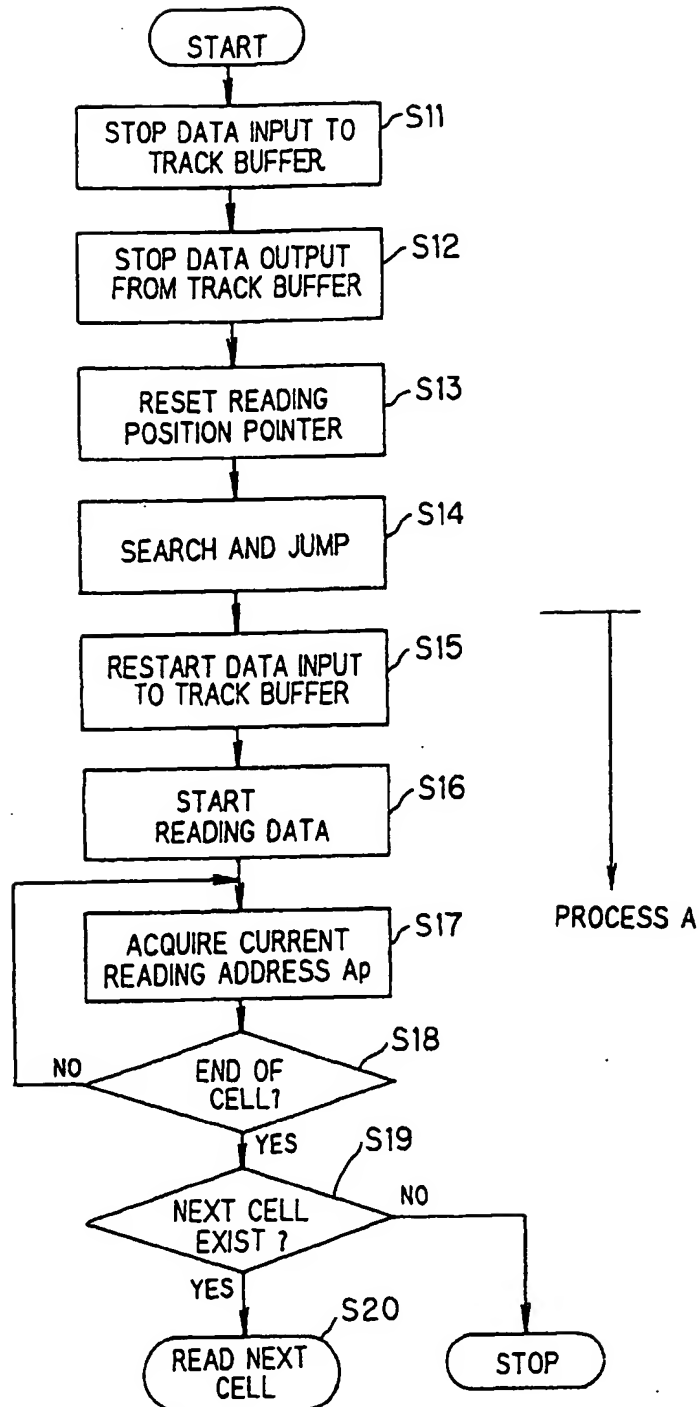 START
STOP DATA INPUT TO
TRACK BUFFER
S11
STOP DATA OUTPUT
FROM TRACK BUFFER
S12
RESET READING
POSITION POINTER
S13
SEARCH AND JUMP
S14
RESTART DATA INPUT
TO TRACK BUFFER
S15
START
READING DATA
S16
PROCESS A
ACQUIRE CURRENT
READING ADDRESS Ap
S17
END OF
CELL?
S18
NO
YES
NEXT CELL
EXIST ?
S19
NO
YES
READ NEXT
CELL
S20
STOP